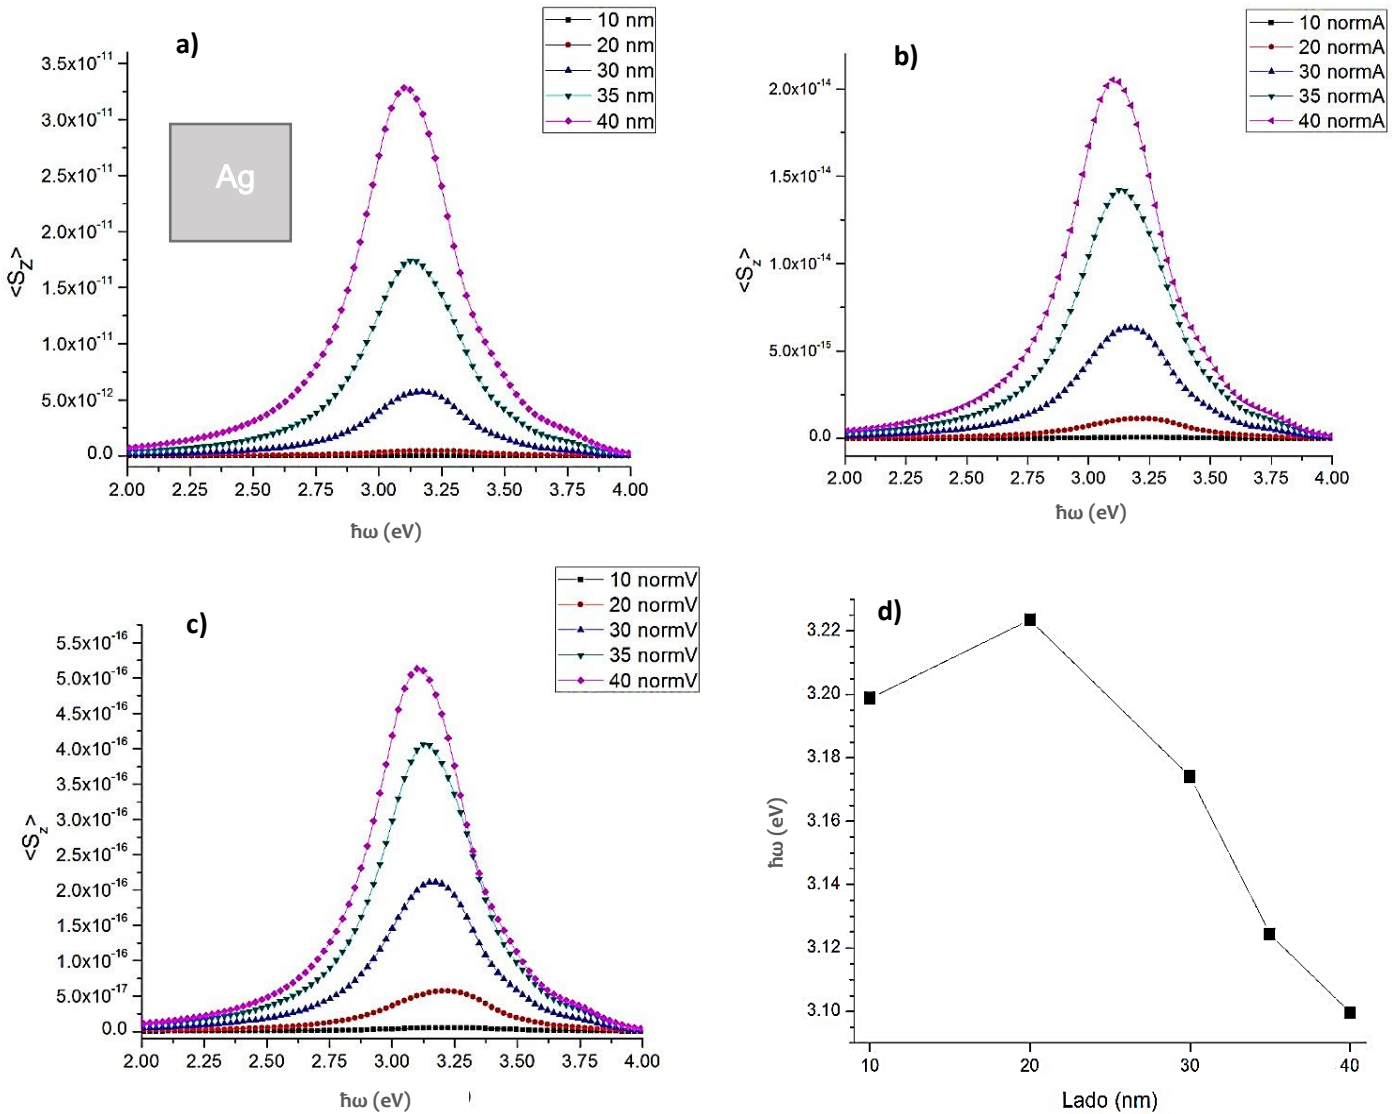 a)
10 nm
20 nm
30 nm
35 nm
40 nm
3.5x10⁻¹¹
3.0x10⁻¹¹
2.5x10⁻¹¹
2.0x10⁻¹¹
1.5x10⁻¹¹
1.0x10⁻¹¹
5.0x10⁻¹²
0.0
<S_Z>
Ag
2.00 2.25 2.50 2.75 3.00 3.25 3.50 3.75 4.00
ħω (eV)
b)
10 normA
20 normA
30 normA
35 normA
40 normA
2.0x10⁻¹⁴
1.5x10⁻¹⁴
1.0x10⁻¹⁴
5.0x10⁻¹⁵
0.0
<S_z>
2.00 2.25 2.50 2.75 3.00 3.25 3.50 3.75 4.00
ħω (eV)
c)
10 normV
20 normV
30 normV
35 normV
40 normV
5.5x10⁻¹⁶
5.0x10⁻¹⁶
4.5x10⁻¹⁶
4.0x10⁻¹⁶
3.5x10⁻¹⁶
3.0x10⁻¹⁶
2.5x10⁻¹⁶
2.0x10⁻¹⁶
1.5x10⁻¹⁶
1.0x10⁻¹⁶
5.0x10⁻¹⁷
0.0
<S_z>
2.00 2.25 2.50 2.75 3.00 3.25 3.50 3.75 4.00
ħω (eV) )
d)
3.22
3.20
3.18
3.16
3.14
3.12
3.10
ħω (eV)
10 20 30 40
Lado (nm)